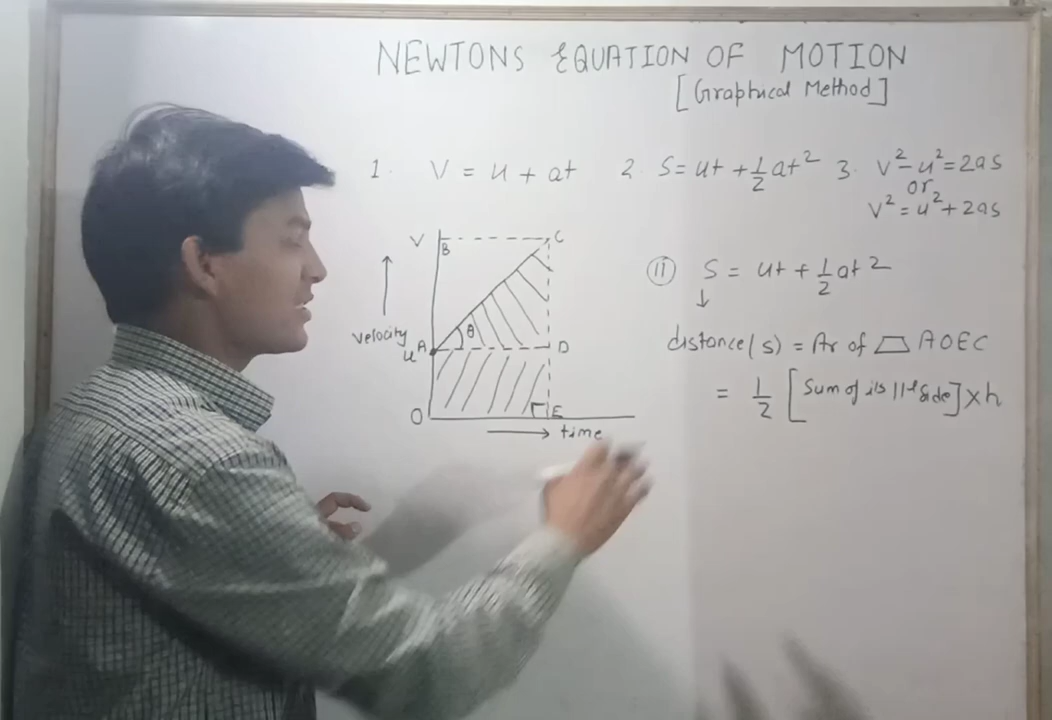 NEWTONS EQUATION OF MOTION
[Graphical Method]
1. V = u + at 2. S = ut + 1/2 at² 3. V² - u² = 2as
or
V² = u² + 2as
V B C
velocity
u A θ D
O E
time
(ii) S = ut + 1/2 at²
↓
distance(s) = Ar of ⏢ AOEC
= 1/2 [Sum of its ||el side] × h